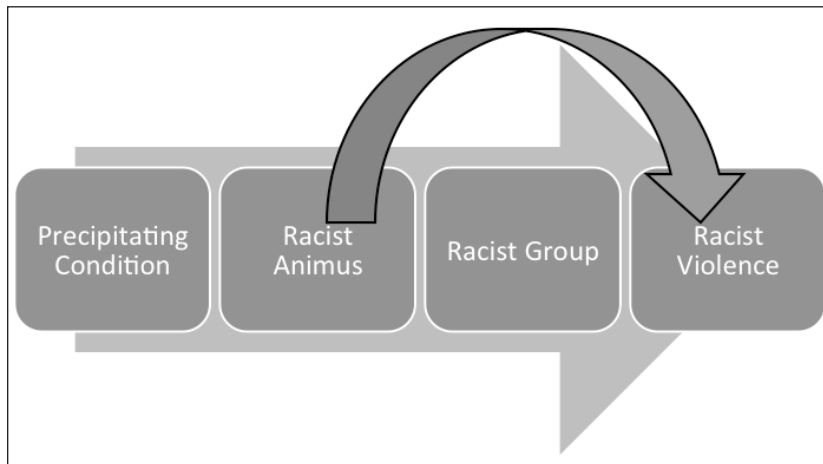 Precipitating
Condition
Racist
Animus
Racist Group
Racist
Violence